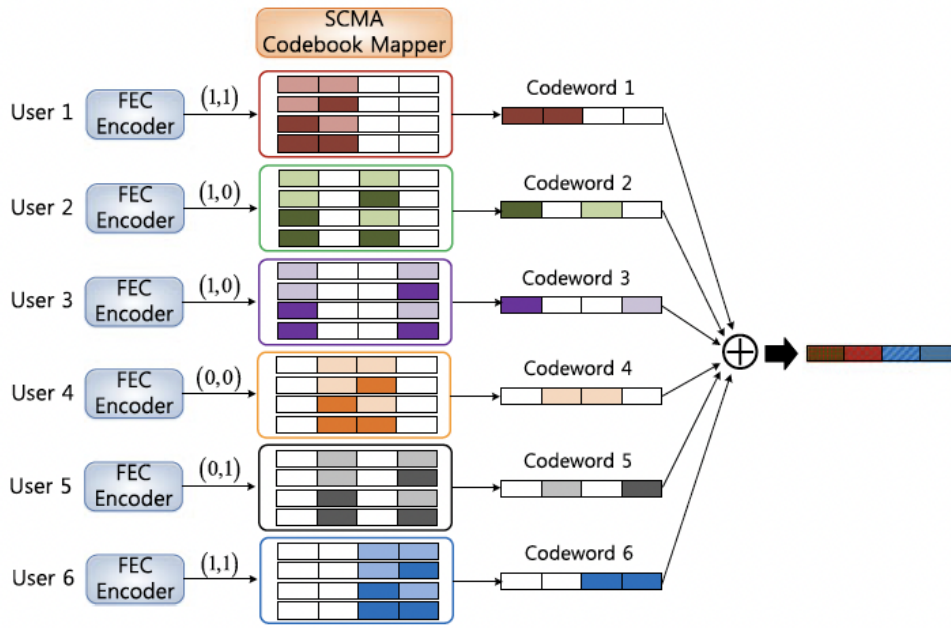 SCMA
Codebook Mapper
User 1
FEC
Encoder
(1,1)
Codeword 1
User 2
FEC
Encoder
(1,0)
Codeword 2
User 3
FEC
Encoder
(1,0)
Codeword 3
User 4
FEC
Encoder
(0,0)
Codeword 4
User 5
FEC
Encoder
(0,1)
Codeword 5
User 6
FEC
Encoder
(1,1)
Codeword 6